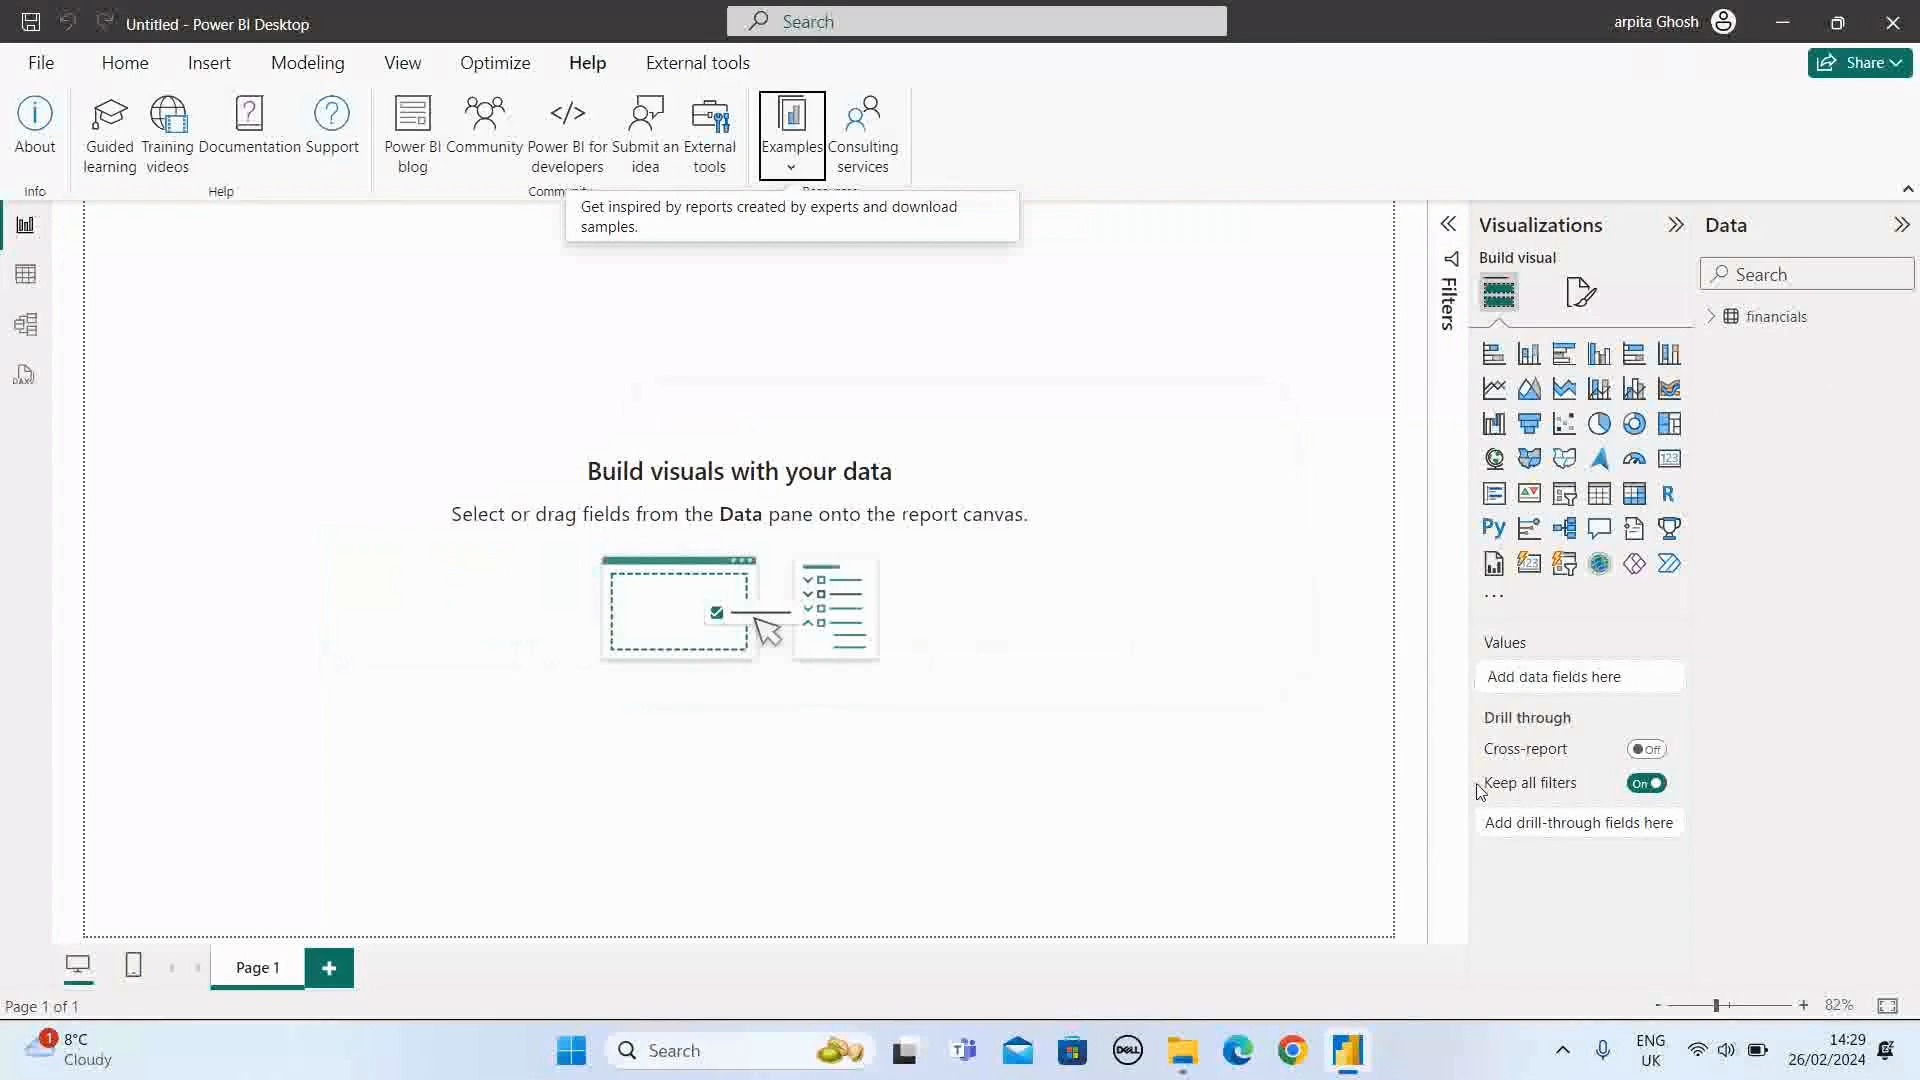 Untitled - Power BI Desktop
Search
arpita Ghosh
File Home Insert Modeling View Optimize Help External tools
Share
About
Guided
learning
Training
videos
Documentation
Support
Power BI
blog
Community
Power BI for
developers
Submit an
idea
External
tools
Examples
Consulting
services
Info
Help
Get inspired by reports created by experts and download
samples.
Filters
Visualizations
Build visual
Data
Search
financials
Build visuals with your data
Select or drag fields from the Data pane onto the report canvas.
123
R
Py
123
...
Values
Add data fields here
Drill through
Cross-report
Off
Keep all filters
On
Add drill-through fields here
DAX
Page 1
+
Page 1 of 1
- + 82%
1
8°C
Cloudy
Search
DELL
ENG
UK
14:29
26/02/2024